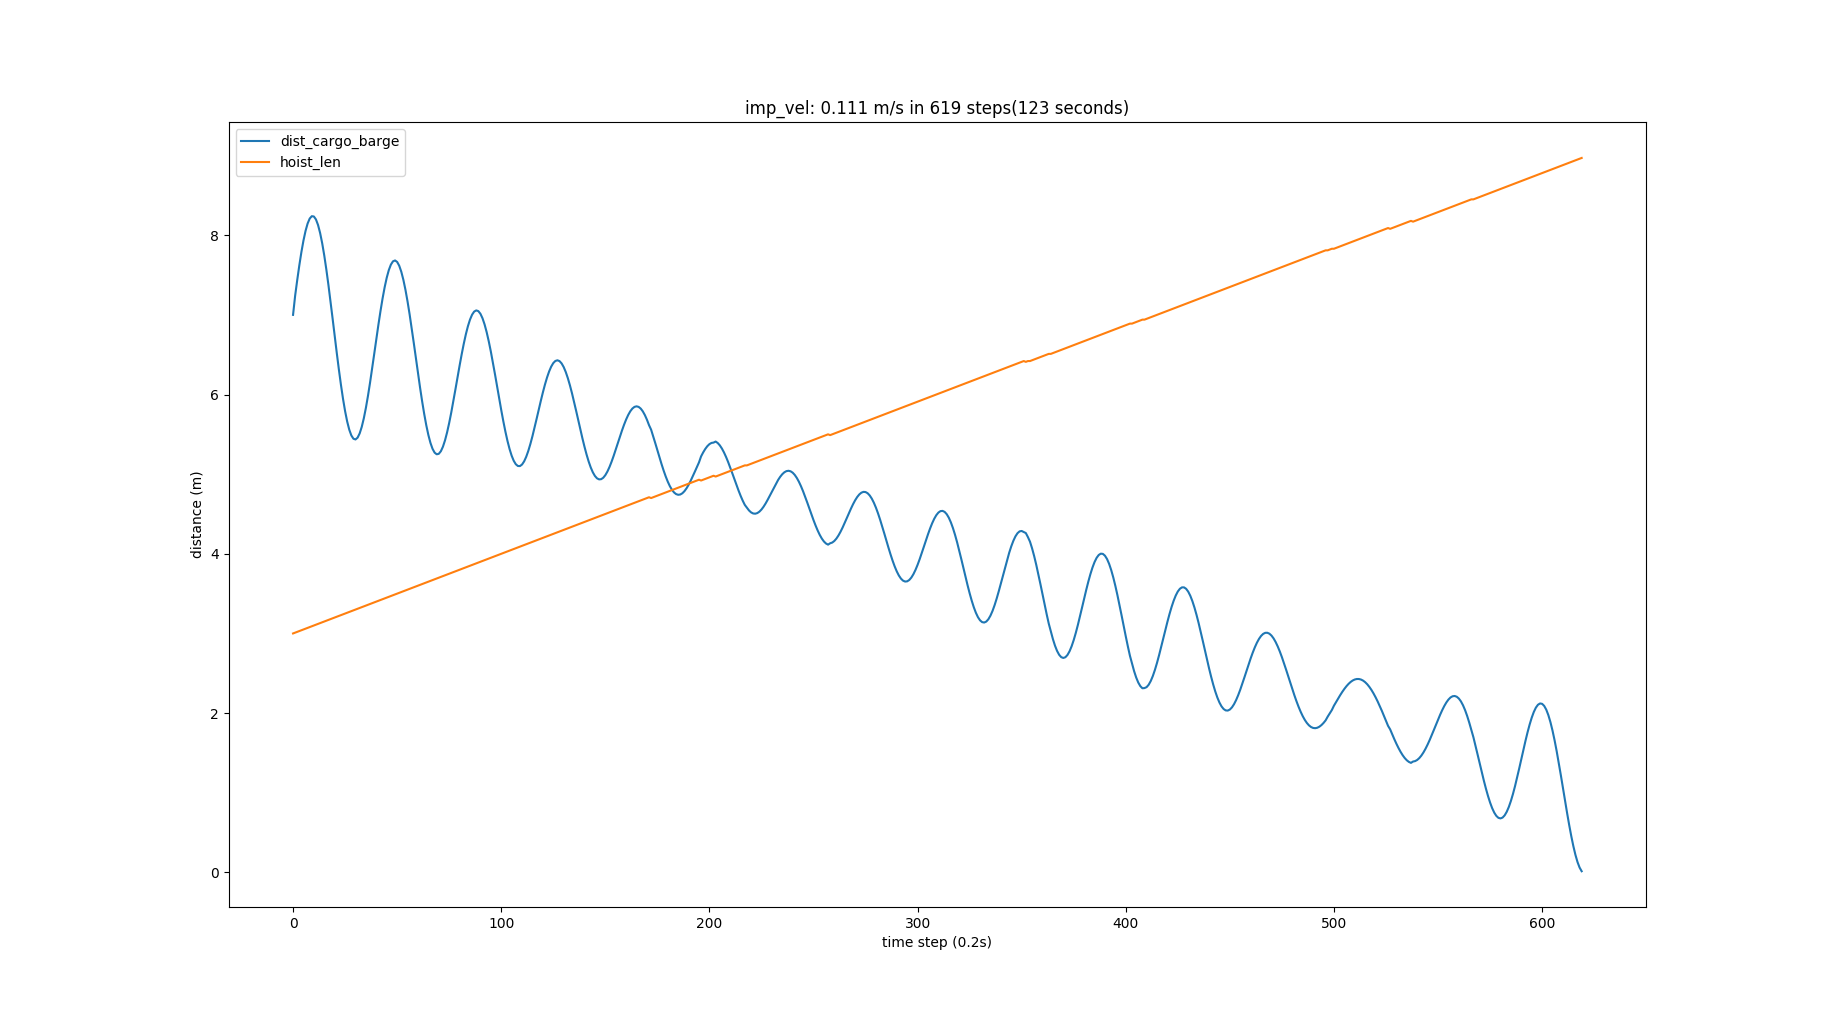 imp_vel: 0.111 m/s in 619 steps(123 seconds)
dist_cargo_barge
hoist_len
distance (m)
8
6
4
2
0
0 100 200 300 400 500 600
time step (0.2s)